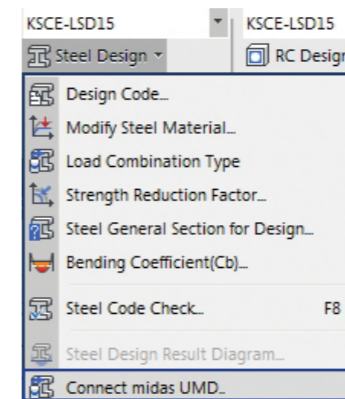 KSCE-LSD15 KSCE-LSD15
Steel Design RC Design
Design Code...
Modify Steel Material...
Load Combination Type
Strength Reduction Factor...
Steel General Section for Design...
Bending Coefficient(Cb)...
Steel Code Check... F8
Steel Design Result Diagram...
Connect midas UMD...